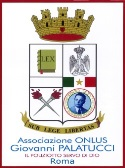 LEX
SUB LEGE LIBERTAS
Associazione ONLUS
Giovanni PALATUCCI
IL POLIZIOTTO SERVO DI DIO
Roma